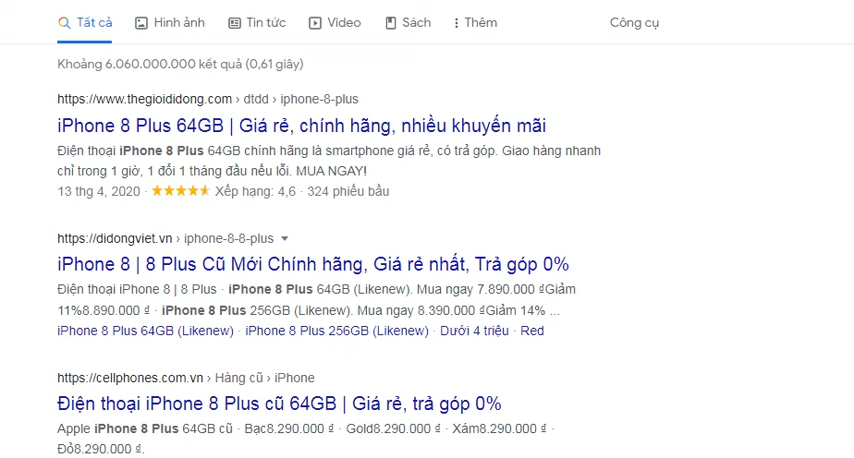 Tất cả Hình ảnh Tin tức Video Sách Thêm Công cụ
Khoảng 6.060.000.000 kết quả (0,61 giây)
https://www.thegioididong.com › dtdd › iphone-8-plus
iPhone 8 Plus 64GB | Giá rẻ, chính hãng, nhiều khuyến mãi
Điện thoại iPhone 8 Plus 64GB chính hãng là smartphone giá rẻ, có trả góp. Giao hàng nhanh
chỉ trong 1 giờ, 1 đổi 1 tháng đầu nếu lỗi. MUA NGAY!
13 thg 4, 2020 · Xếp hạng: 4,6 · 324 phiếu bầu
https://didongviet.vn › iphone-8-8-plus
iPhone 8 | 8 Plus Cũ Mới Chính hãng, Giá rẻ nhất, Trả góp 0%
Điện thoại iPhone 8 | 8 Plus · iPhone 8 Plus 64GB (Likenew). Mua ngay 7.890.000 ₫Giảm
11%8.890.000 ₫ · iPhone 8 Plus 256GB (Likenew). Mua ngay 8.390.000 ₫Giảm 14% ...
iPhone 8 Plus 64GB (Likenew) · iPhone 8 Plus 256GB (Likenew) · Dưới 4 triệu · Red
https://cellphones.com.vn › Hàng cũ › iPhone
Điện thoại iPhone 8 Plus cũ 64GB | Giá rẻ, trả góp 0%
Apple iPhone 8 Plus 64GB cũ · Bạc8.290.000 ₫ · Gold8.290.000 ₫ · Xám8.290.000 ₫ ·
Đỏ8.290.000 ₫.